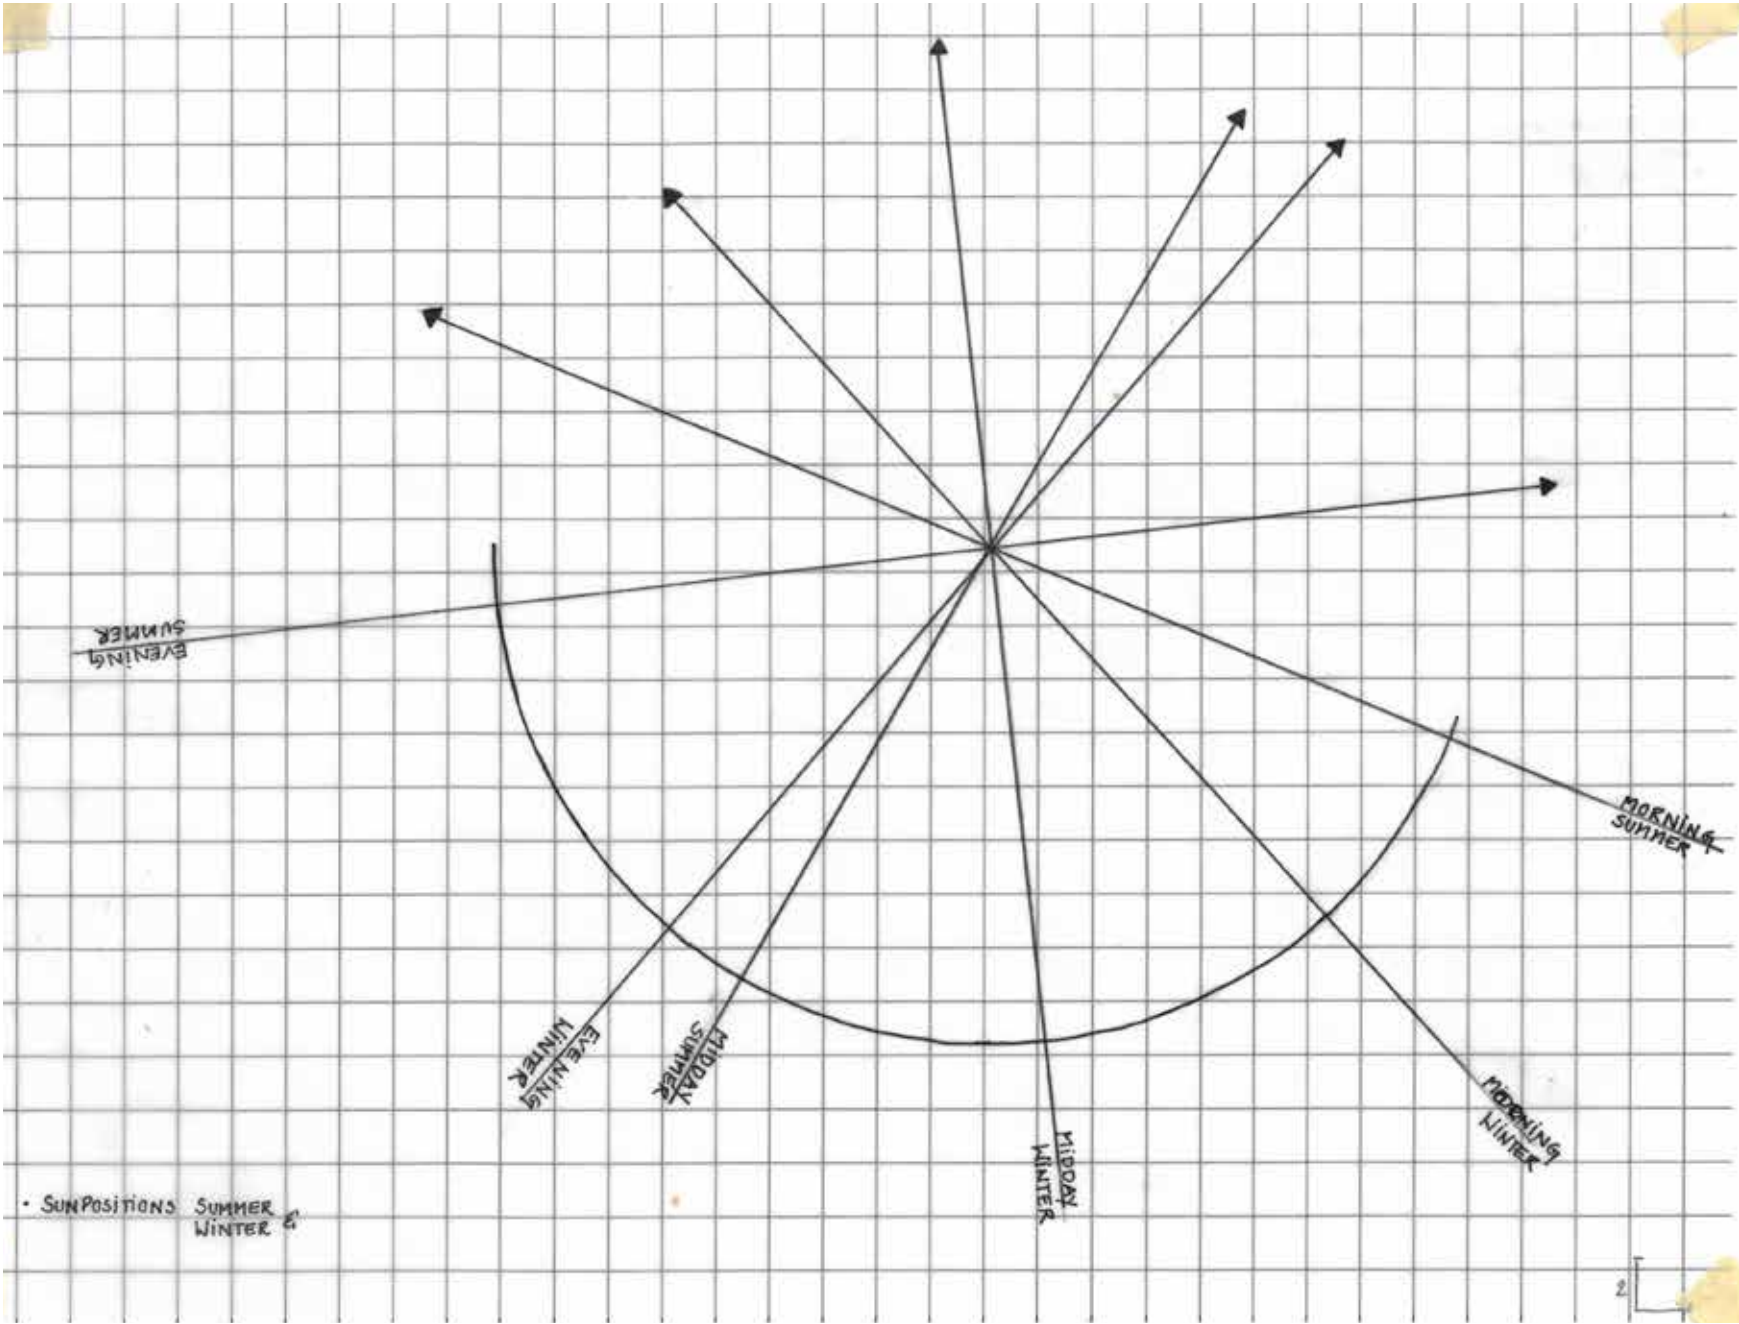 EVENING
SUMMER
MORNING
SUMMER
EVENING
WINTER
MIDDAY
SUMMER
MIDDAY
WINTER
MORNING
WINTER
• SUNPOSITIONS SUMMER
WINTER &
2